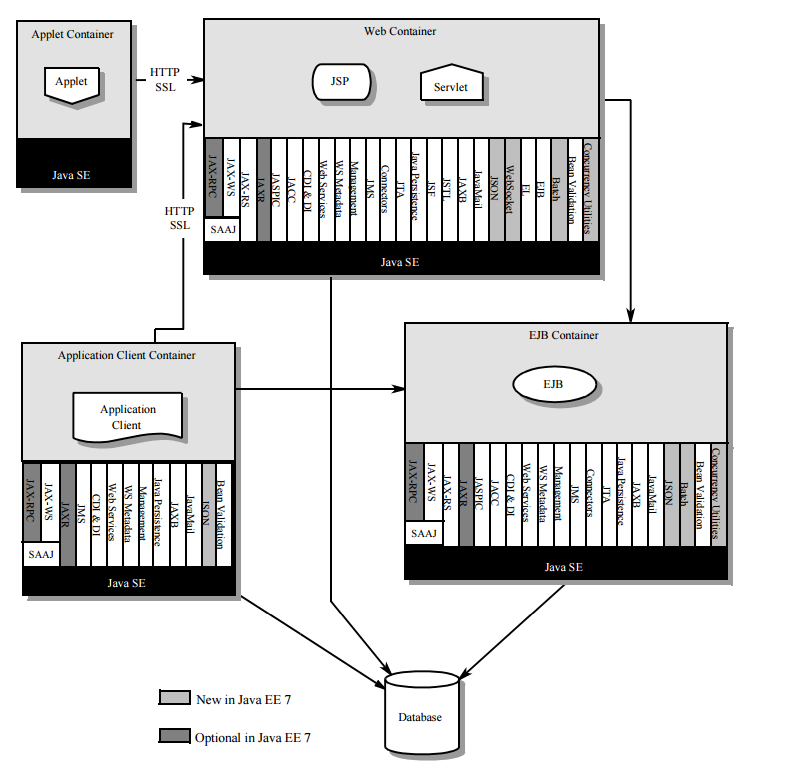 Applet Container
Applet
Java SE
HTTP
SSL
Web Container
JSP
Servlet
JAX-RPC
JAX-WS
JAX-RS
JAXR
JASPIC
JACC
CDI & DI
Web Services
WS Metadata
Management
JMS
Connectors
JTA
Java Persistence
JSF
JSTL
JAXB
JavaMail
JSON
WebSocket
EL
EJB
Batch
Bean Validation
Concurrency Utilities
SAAJ
Java SE
HTTP
SSL
Application Client Container
Application
Client
JAX-RPC
JAX-WS
JAXR
JMS
CDI & DI
Web Services
WS Metadata
Management
Java Persistence
JAXB
JavaMail
JSON
Bean Validation
SAAJ
Java SE
EJB Container
EJB
JAX-RPC
JAX-WS
JAX-RS
JAXR
JASPIC
JACC
CDI & DI
Web Services
WS Metadata
Management
JMS
Connectors
JTA
Java Persistence
JAXB
JavaMail
JSON
Batch
Bean Validation
Concurrency Utilities
SAAJ
Java SE
Database
New in Java EE 7
Optional in Java EE 7